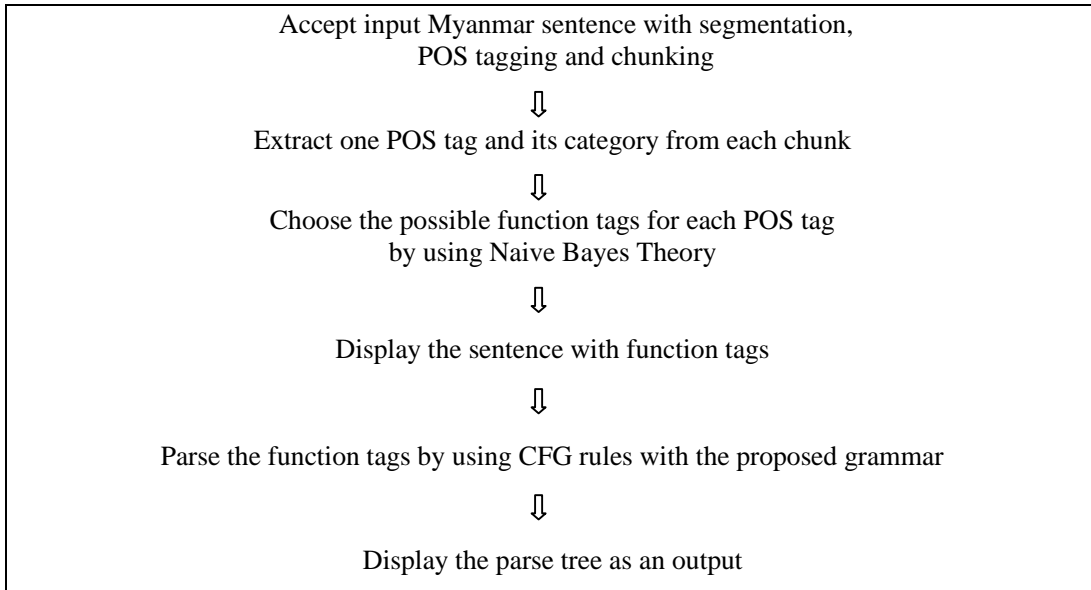 Accept input Myanmar sentence with segmentation,
POS tagging and chunking
⇩
Extract one POS tag and its category from each chunk
⇩
Choose the possible function tags for each POS tag
by using Naive Bayes Theory
⇩
Display the sentence with function tags
⇩
Parse the function tags by using CFG rules with the proposed grammar
⇩
Display the parse tree as an output